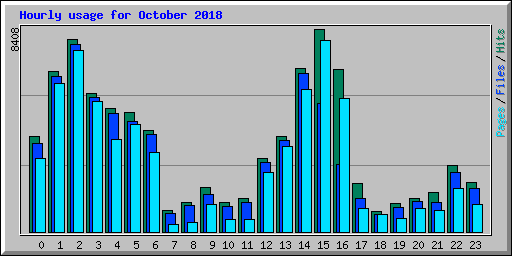 Hourly usage for October 2018
8408
Pages / Files / Hits
0 1 2 3 4 5 6 7 8 9 10 11 12 13 14 15 16 17 18 19 20 21 22 23